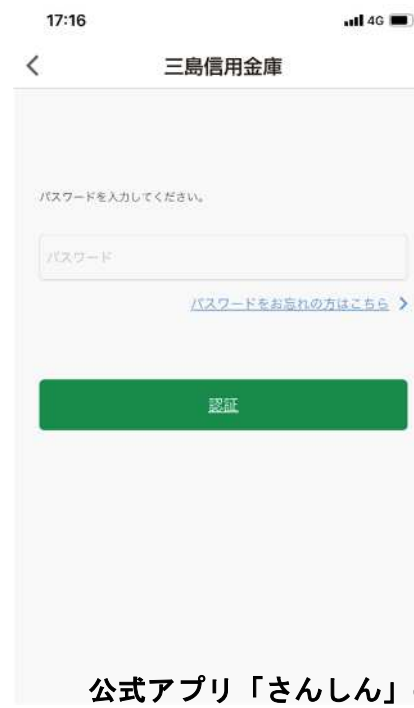 17:16 4G
三島信用金庫
パスワードを入力してください。
パスワード
パスワードをお忘れの方はこちら
認証
公式アプリ「さんしん」